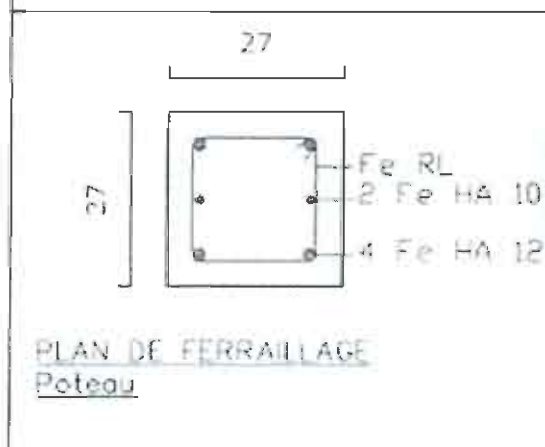 27
27
Fe RL
2 Fe HA 10
4 Fe HA 12
PLAN DE FERRAILLAGE
Poteau